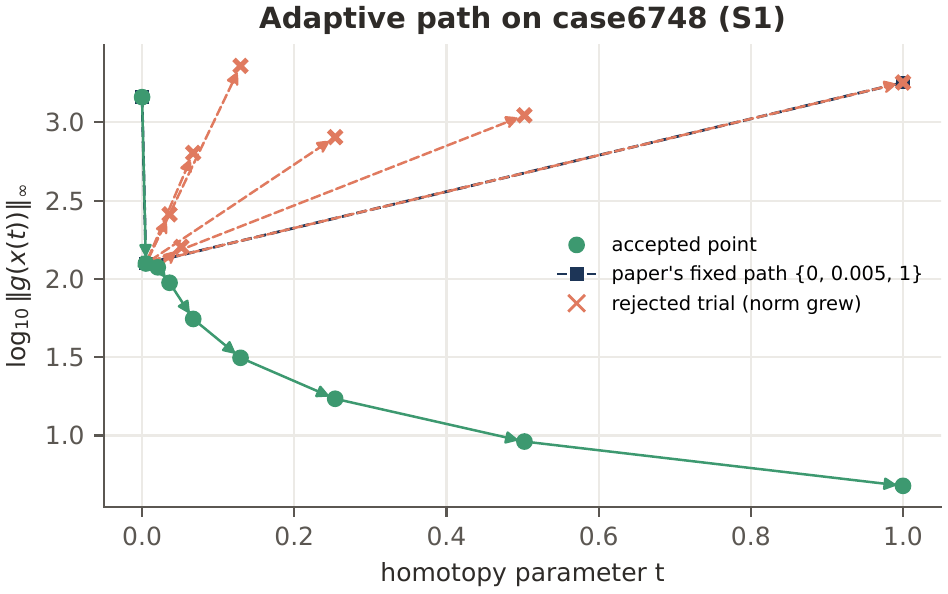 Adaptive path on case6748 (S1)
log₁₀ ‖g(x(t))‖∞
3.0
2.5
2.0
1.5
1.0
accepted point
paper's fixed path {0, 0.005, 1}
rejected trial (norm grew)
0.0 0.2 0.4 0.6 0.8 1.0
homotopy parameter t